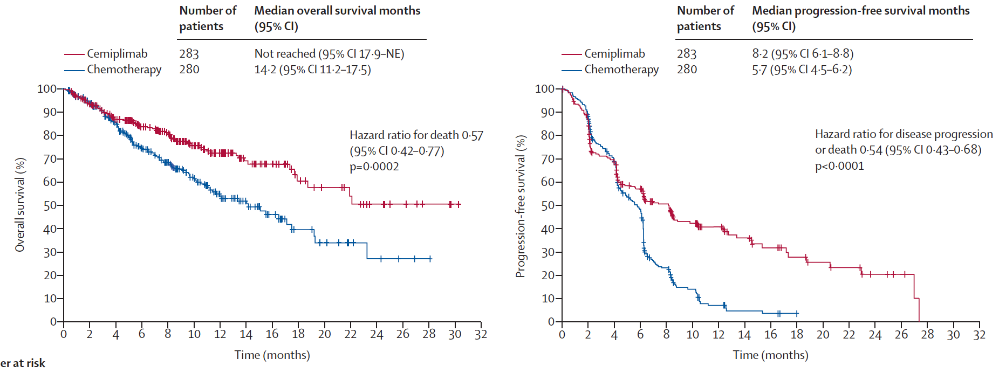 Number of patients
Median overall survival months (95% CI)
Cemiplimab 283 Not reached (95% CI 17·9–NE)
Chemotherapy 280 14·2 (95% CI 11·2–17·5)
Overall survival (%)
100
90
80
70
60
50
40
30
20
10
0
Hazard ratio for death 0·57
(95% CI 0·42–0·77)
p=0·0002
0 2 4 6 8 10 12 14 16 18 20 22 24 26 28 30 32
Time (months)
er at risk
Number of patients
Median progression-free survival months (95% CI)
Cemiplimab 283 8·2 (95% CI 6·1–8·8)
Chemotherapy 280 5·7 (95% CI 4·5–6·2)
Progression-free survival (%)
100
90
80
70
60
50
40
30
20
10
0
Hazard ratio for disease progression
or death 0·54 (95% CI 0·43–0·68)
p<0·0001
0 2 4 6 8 10 12 14 16 18 20 22 24 26 28 30 32
Time (months)